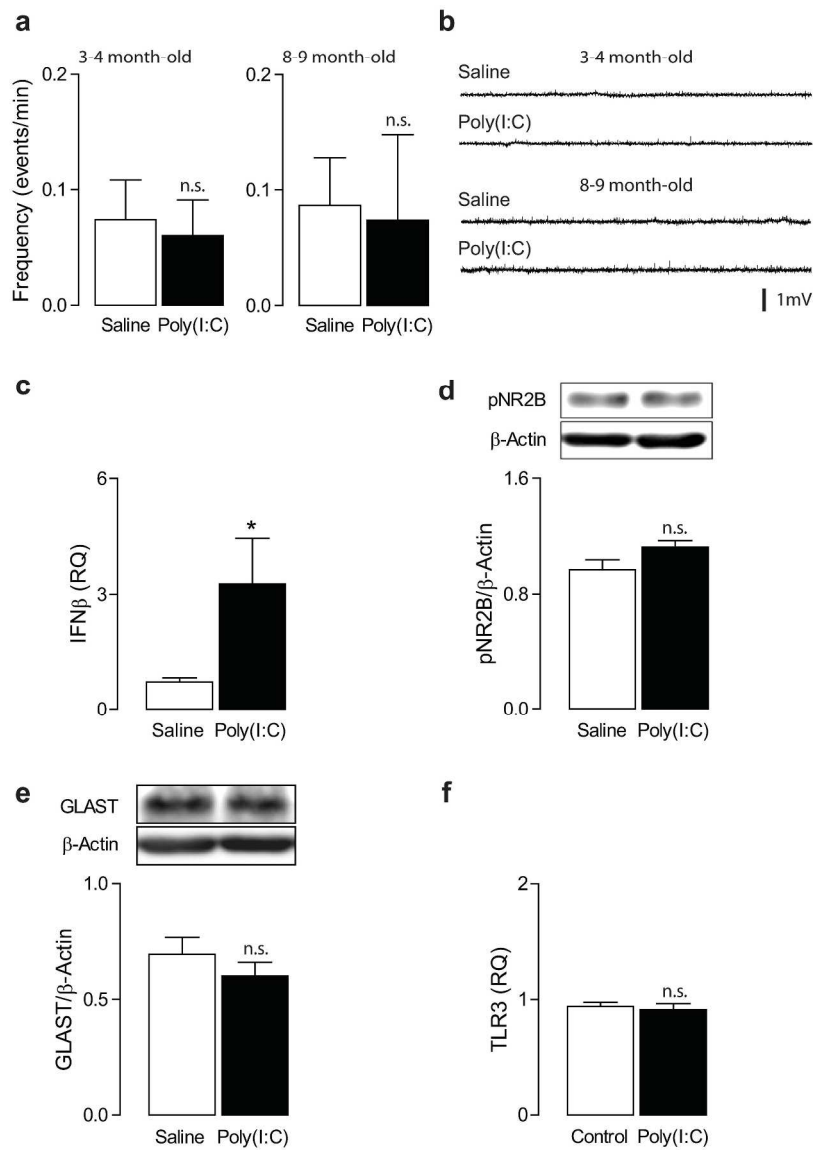 a
3-4 month-old
8-9 month-old
Frequency (events/min)
0.2
0.1
0.0
n.s.
Saline Poly(I:C)
0.2
0.1
0.0
n.s.
Saline Poly(I:C)
b
3-4 month-old
Saline
Poly(I:C)
8-9 month-old
Saline
Poly(I:C)
1mV
c
IFNβ (RQ)
6
3
0
*
Saline Poly(I:C)
d
pNR2B
β-Actin
pNR2B/β-Actin
1.6
0.8
0.0
n.s.
Saline Poly(I:C)
e
GLAST
β-Actin
GLAST/β-Actin
1.0
0.5
0.0
n.s.
Saline Poly(I:C)
f
TLR3 (RQ)
2
1
0
n.s.
Control Poly(I:C)